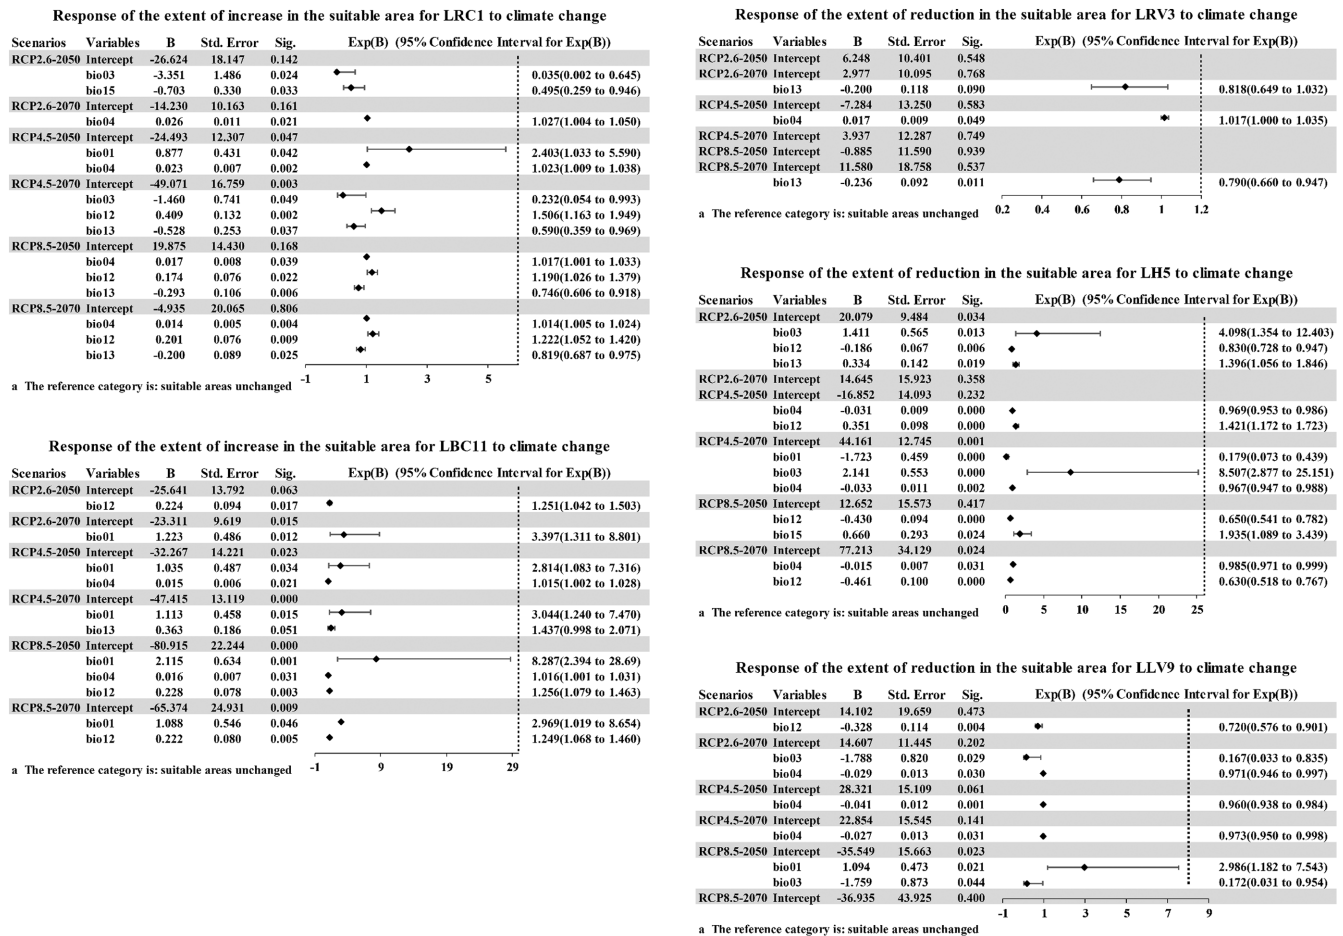 Response of the extent of increase in the suitable area for LRC1 to climate change
Scenarios Variables B Std. Error Sig. Exp(B) (95% Confidence Interval for Exp(B))
RCP2.6-2050 Intercept -26.624 18.147 0.142
bio03 -3.351 1.486 0.024 0.035(0.002 to 0.645)
bio15 -0.703 0.330 0.033 0.495(0.259 to 0.946)
RCP2.6-2070 Intercept -14.230 10.163 0.161
bio04 0.026 0.011 0.021 1.027(1.004 to 1.050)
RCP4.5-2050 Intercept -24.493 12.307 0.047
bio01 0.877 0.431 0.042 2.403(1.033 to 5.590)
bio04 0.023 0.007 0.002 1.023(1.009 to 1.038)
RCP4.5-2070 Intercept -49.071 16.759 0.003
bio03 -1.460 0.741 0.049 0.232(0.054 to 0.993)
bio12 0.409 0.132 0.002 1.506(1.163 to 1.949)
bio13 -0.528 0.253 0.037 0.590(0.359 to 0.969)
RCP8.5-2050 Intercept 19.875 14.430 0.168
bio04 0.017 0.008 0.039 1.017(1.001 to 1.033)
bio12 0.174 0.076 0.022 1.190(1.026 to 1.379)
bio13 -0.293 0.106 0.006 0.746(0.606 to 0.918)
RCP8.5-2070 Intercept -4.935 20.065 0.806
bio04 0.014 0.005 0.004 1.014(1.005 to 1.024)
bio12 0.201 0.076 0.009 1.222(1.052 to 1.420)
bio13 -0.200 0.089 0.025 0.819(0.687 to 0.975)
-1 1 3 5
a The reference category is: suitable areas unchanged
Response of the extent of increase in the suitable area for LBC11 to climate change
Scenarios Variables B Std. Error Sig. Exp(B) (95% Confidence Interval for Exp(B))
RCP2.6-2050 Intercept -25.641 13.792 0.063
bio12 0.224 0.094 0.017 1.251(1.042 to 1.503)
RCP2.6-2070 Intercept -23.311 9.619 0.015
bio01 1.223 0.486 0.012 3.397(1.311 to 8.801)
RCP4.5-2050 Intercept -32.267 14.221 0.023
bio01 1.035 0.487 0.034 2.814(1.083 to 7.316)
bio04 0.015 0.006 0.021 1.015(1.002 to 1.028)
RCP4.5-2070 Intercept -47.415 13.119 0.000
bio01 1.113 0.458 0.015 3.044(1.240 to 7.470)
bio13 0.363 0.186 0.051 1.437(0.998 to 2.071)
RCP8.5-2050 Intercept -80.915 22.244 0.000
bio01 2.115 0.634 0.001 8.287(2.394 to 28.69)
bio04 0.016 0.007 0.031 1.016(1.001 to 1.031)
bio12 0.228 0.078 0.003 1.256(1.079 to 1.463)
RCP8.5-2070 Intercept -65.374 24.931 0.009
bio01 1.088 0.546 0.046 2.969(1.019 to 8.654)
bio12 0.222 0.080 0.005 1.249(1.068 to 1.460)
-1 9 19 29
a The reference category is: suitable areas unchanged
Response of the extent of reduction in the suitable area for LRV3 to climate change
Scenarios Variables B Std. Error Sig. Exp(B) (95% Confidence Interval for Exp(B))
RCP2.6-2050 Intercept 6.248 10.401 0.548
RCP2.6-2070 Intercept 2.977 10.095 0.768
bio13 -0.200 0.118 0.090 0.818(0.649 to 1.032)
RCP4.5-2050 Intercept -7.284 13.250 0.583
bio04 0.017 0.009 0.049 1.017(1.000 to 1.035)
RCP4.5-2070 Intercept 3.937 12.287 0.749
RCP8.5-2050 Intercept -0.885 11.590 0.939
RCP8.5-2070 Intercept 11.580 18.758 0.537
bio13 -0.236 0.092 0.011 0.790(0.660 to 0.947)
0.2 0.4 0.6 0.8 1 1.2
a The reference category is: suitable areas unchanged
Response of the extent of reduction in the suitable area for LH5 to climate change
Scenarios Variables B Std. Error Sig. Exp(B) (95% Confidence Interval for Exp(B))
RCP2.6-2050 Intercept 20.079 9.484 0.034
bio03 1.411 0.565 0.013 4.098(1.354 to 12.403)
bio12 -0.186 0.067 0.006 0.830(0.728 to 0.947)
bio13 0.334 0.142 0.019 1.396(1.056 to 1.846)
RCP2.6-2070 Intercept 14.645 15.923 0.358
RCP4.5-2050 Intercept -16.852 14.093 0.232
bio04 -0.031 0.009 0.000 0.969(0.953 to 0.986)
bio12 0.351 0.098 0.000 1.421(1.172 to 1.723)
RCP4.5-2070 Intercept 44.161 12.745 0.001
bio01 -1.723 0.459 0.000 0.179(0.073 to 0.439)
bio03 2.141 0.553 0.000 8.507(2.877 to 25.151)
bio04 -0.033 0.011 0.002 0.967(0.947 to 0.988)
RCP8.5-2050 Intercept 12.652 15.573 0.417
bio12 -0.430 0.094 0.000 0.650(0.541 to 0.782)
bio15 0.660 0.293 0.024 1.935(1.089 to 3.439)
RCP8.5-2070 Intercept 77.213 34.129 0.024
bio04 -0.015 0.007 0.031 0.985(0.971 to 0.999)
bio12 -0.461 0.100 0.000 0.630(0.518 to 0.767)
0 5 10 15 20 25
a The reference category is: suitable areas unchanged
Response of the extent of reduction in the suitable area for LLV9 to climate change
Scenarios Variables B Std. Error Sig. Exp(B) (95% Confidence Interval for Exp(B))
RCP2.6-2050 Intercept 14.102 19.659 0.473
bio12 -0.328 0.114 0.004 0.720(0.576 to 0.901)
RCP2.6-2070 Intercept 14.607 11.445 0.202
bio03 -1.788 0.820 0.029 0.167(0.033 to 0.835)
bio04 -0.029 0.013 0.030 0.971(0.946 to 0.997)
RCP4.5-2050 Intercept 28.321 15.109 0.061
bio04 -0.041 0.012 0.001 0.960(0.938 to 0.984)
RCP4.5-2070 Intercept 22.854 15.545 0.141
bio04 -0.027 0.013 0.031 0.973(0.950 to 0.998)
RCP8.5-2050 Intercept -35.549 15.663 0.023
bio01 1.094 0.473 0.021 2.986(1.182 to 7.543)
bio03 -1.759 0.873 0.044 0.172(0.031 to 0.954)
RCP8.5-2070 Intercept -36.935 43.925 0.400
-1 1 3 5 7 9
a The reference category is: suitable areas unchanged